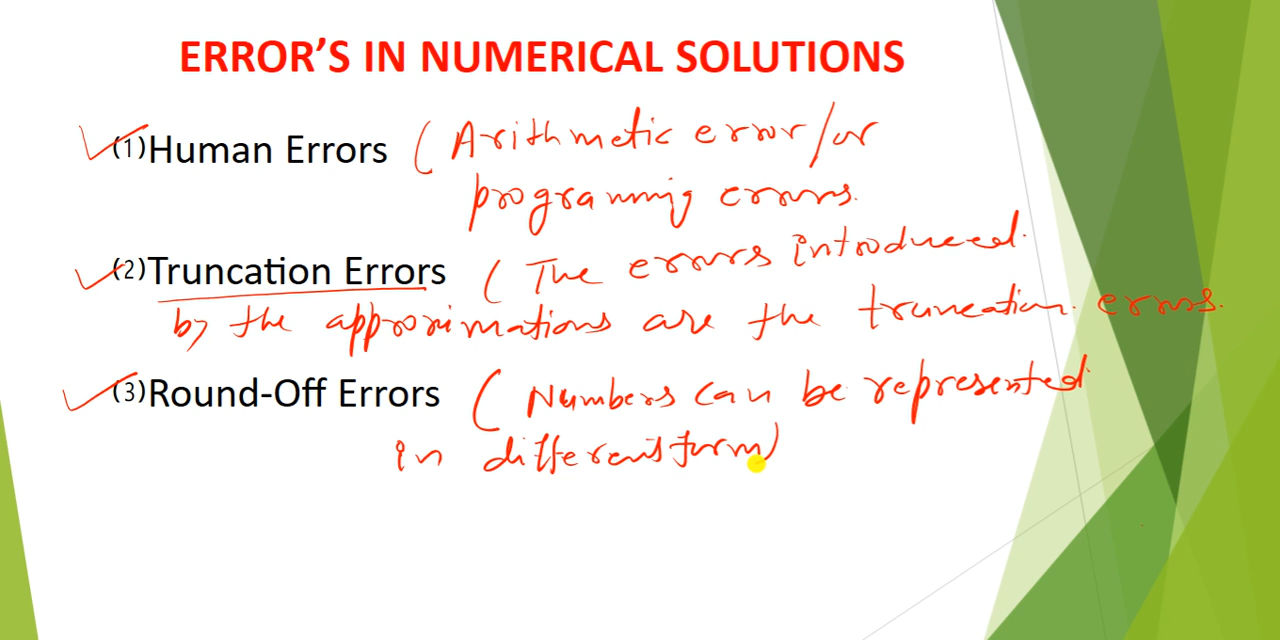 ERROR'S IN NUMERICAL SOLUTIONS
(1) Human Errors ( Arithmetic error/or
programing errors.
(2) Truncation Errors ( The errors introduced.
by the approximations are the truncation. errors.
(3) Round-Off Errors ( Numbers can be represented
in different form)